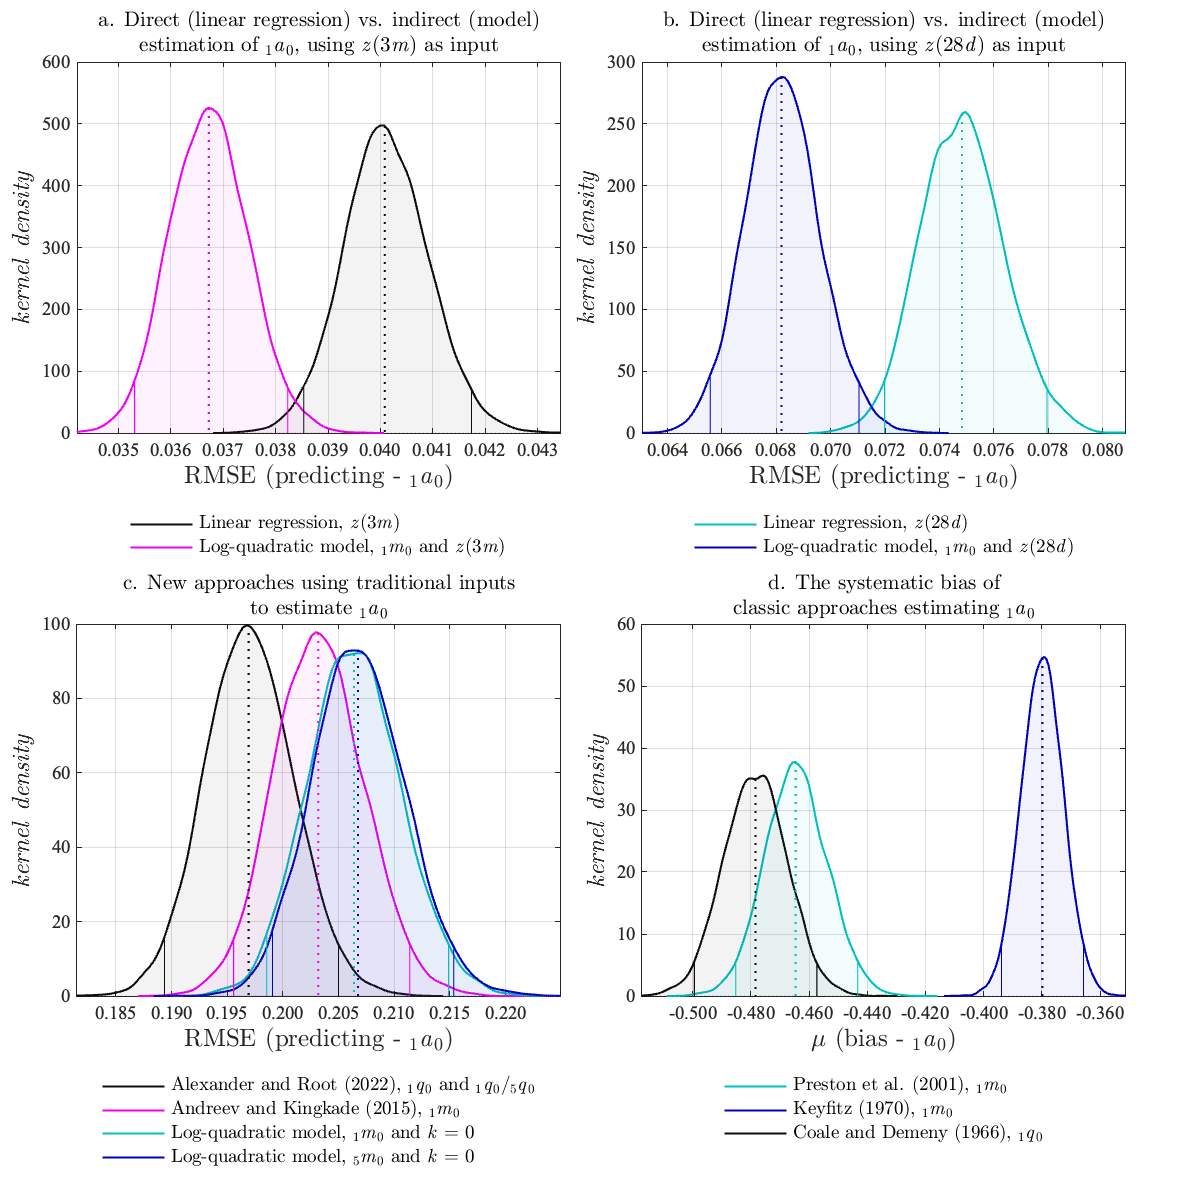 a. Direct (linear regression) vs. indirect (model)
estimation of ₁a₀, using z(3m) as input
600
500
400
300
200
100
0
kernel density
0.035 0.036 0.037 0.038 0.039 0.040 0.041 0.042 0.043
RMSE (predicting - ₁a₀)
Linear regression, z(3m)
Log-quadratic model, ₁m₀ and z(3m)
b. Direct (linear regression) vs. indirect (model)
estimation of ₁a₀, using z(28d) as input
300
250
200
150
100
50
0
kernel density
0.064 0.066 0.068 0.070 0.072 0.074 0.076 0.078 0.080
RMSE (predicting - ₁a₀)
Linear regression, z(28d)
Log-quadratic model, ₁m₀ and z(28d)
c. New approaches using traditional inputs
to estimate ₁a₀
100
80
60
40
20
0
kernel density
0.185 0.190 0.195 0.200 0.205 0.210 0.215 0.220
RMSE (predicting - ₁a₀)
Alexander and Root (2022), ₁q₀ and ₁q₀/₅q₀
Andreev and Kingkade (2015), ₁m₀
Log-quadratic model, ₁m₀ and k = 0
Log-quadratic model, ₅m₀ and k = 0
d. The systematic bias of
classic approaches estimating ₁a₀
60
50
40
30
20
10
0
kernel density
-0.500 -0.480 -0.460 -0.440 -0.420 -0.400 -0.380 -0.360
μ (bias - ₁a₀)
Preston et al. (2001), ₁m₀
Keyfitz (1970), ₁m₀
Coale and Demeny (1966), ₁q₀